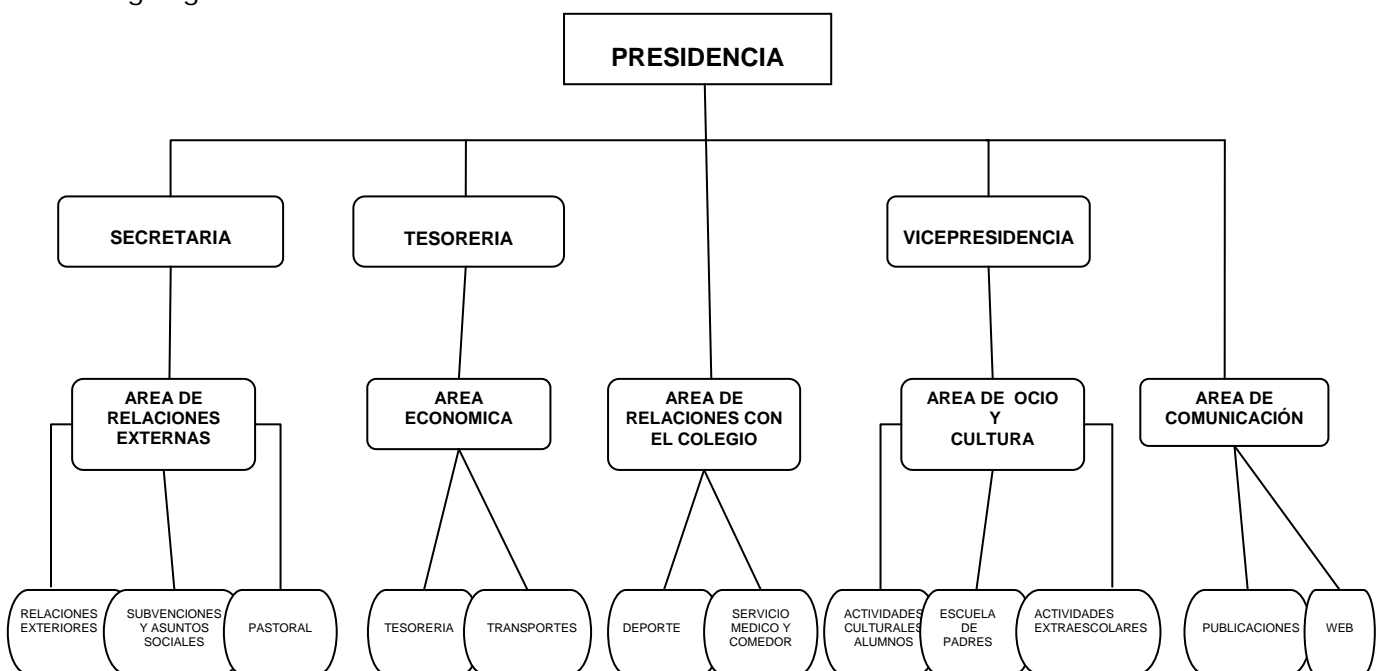 PRESIDENCIA
SECRETARIA
TESORERIA
VICEPRESIDENCIA
AREA DE
RELACIONES
EXTERNAS
AREA
ECONOMICA
AREA DE
RELACIONES CON
EL COLEGIO
AREA DE OCIO
Y
CULTURA
AREA DE
COMUNICACIÓN
RELACIONES
EXTERIORES
SUBVENCIONES
Y ASUNTOS
SOCIALES
PASTORAL
TESORERIA
TRANSPORTES
DEPORTE
SERVICIO
MEDICO Y
COMEDOR
ACTIVIDADES
CULTURALES
ALUMNOS
ESCUELA
DE
PADRES
ACTIVIDADES
EXTRAESCOLARES
PUBLICACIONES
WEB